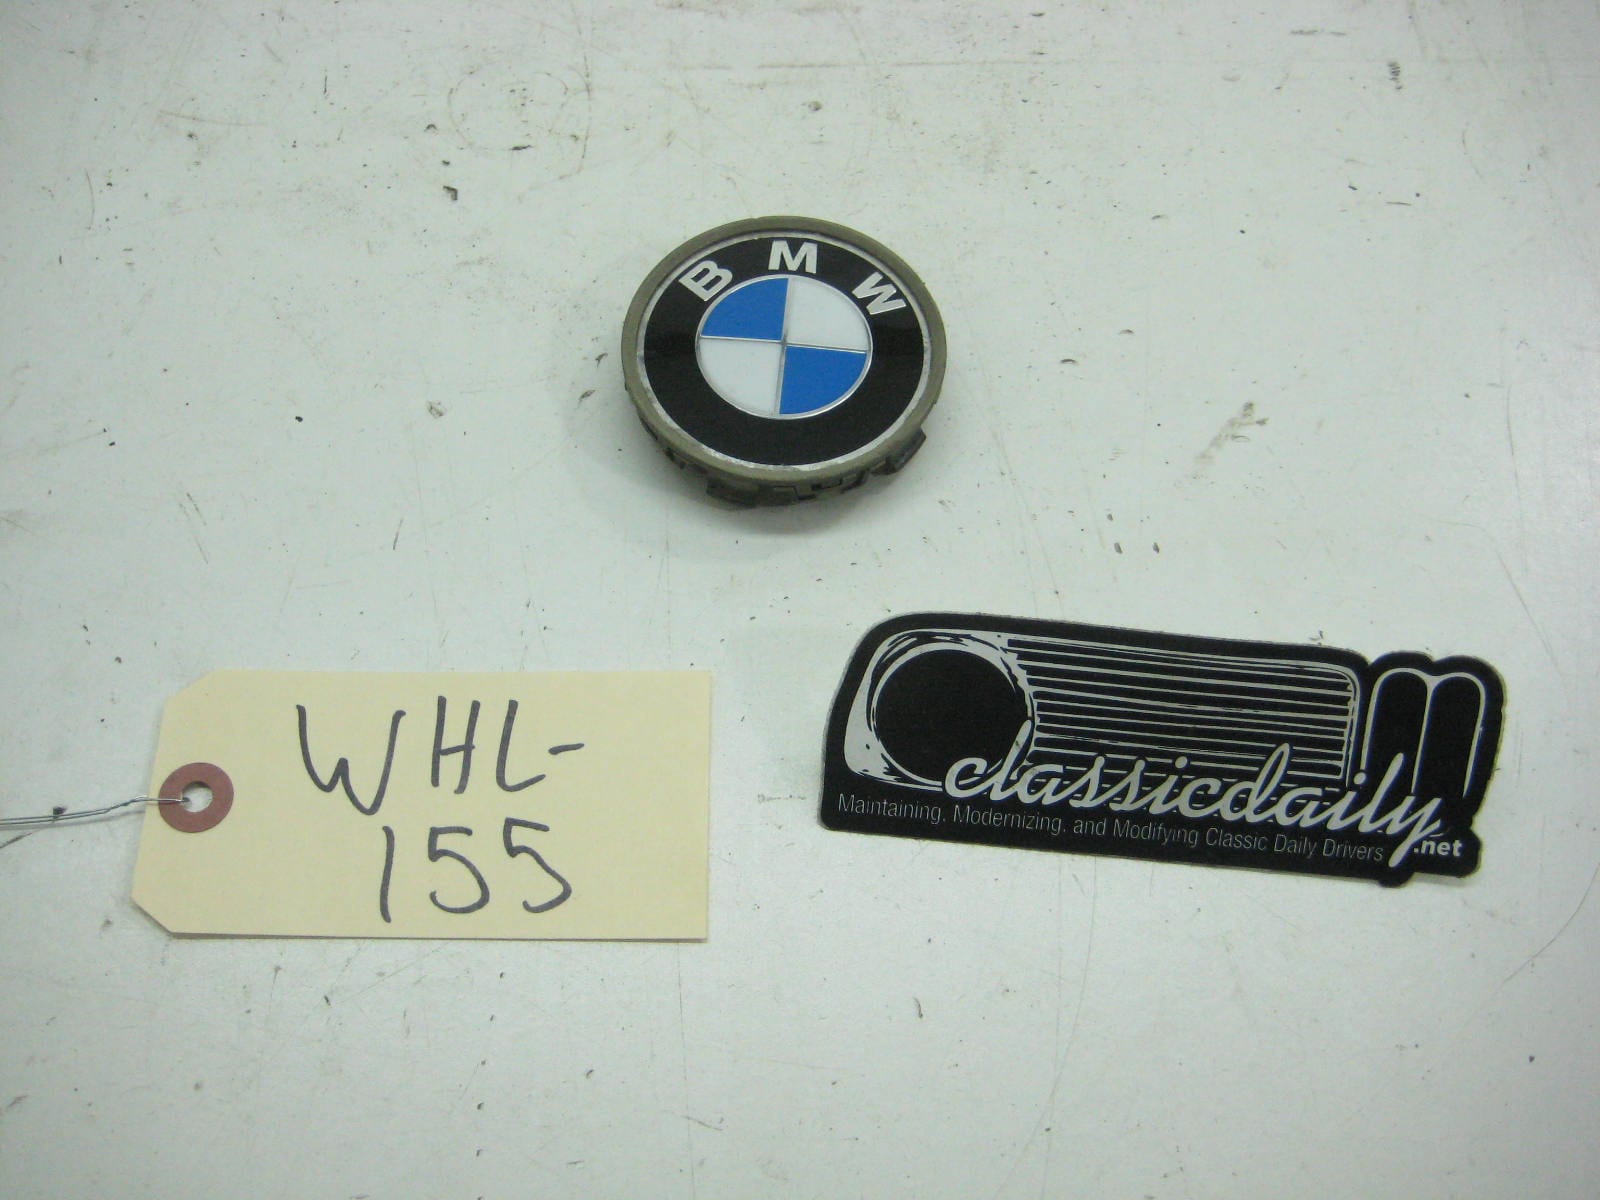 BMW
WHL-
155
classicdaily
.net
Maintaining, Modernizing, and Modifying Classic Daily Drivers